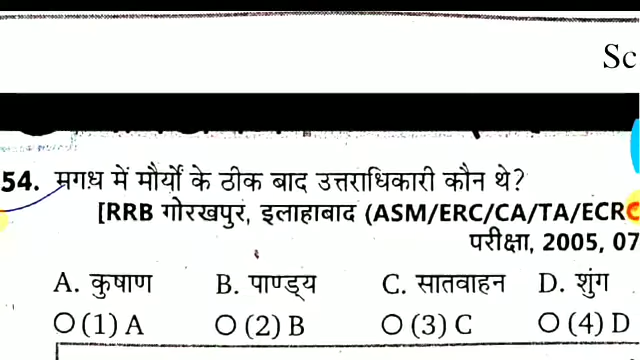 Sc
54. मगध में मौर्यों के ठीक बाद उत्तराधिकारी कौन थे?
[RRB गोरखपुर, इलाहाबाद (ASM/ERC/CA/TA/ECRC
परीक्षा, 2005, 07
A. कुषाण B. पाण्ड्य C. सातवाहन D. शुंग
O (1) A O (2) B O (3) C O (4) D